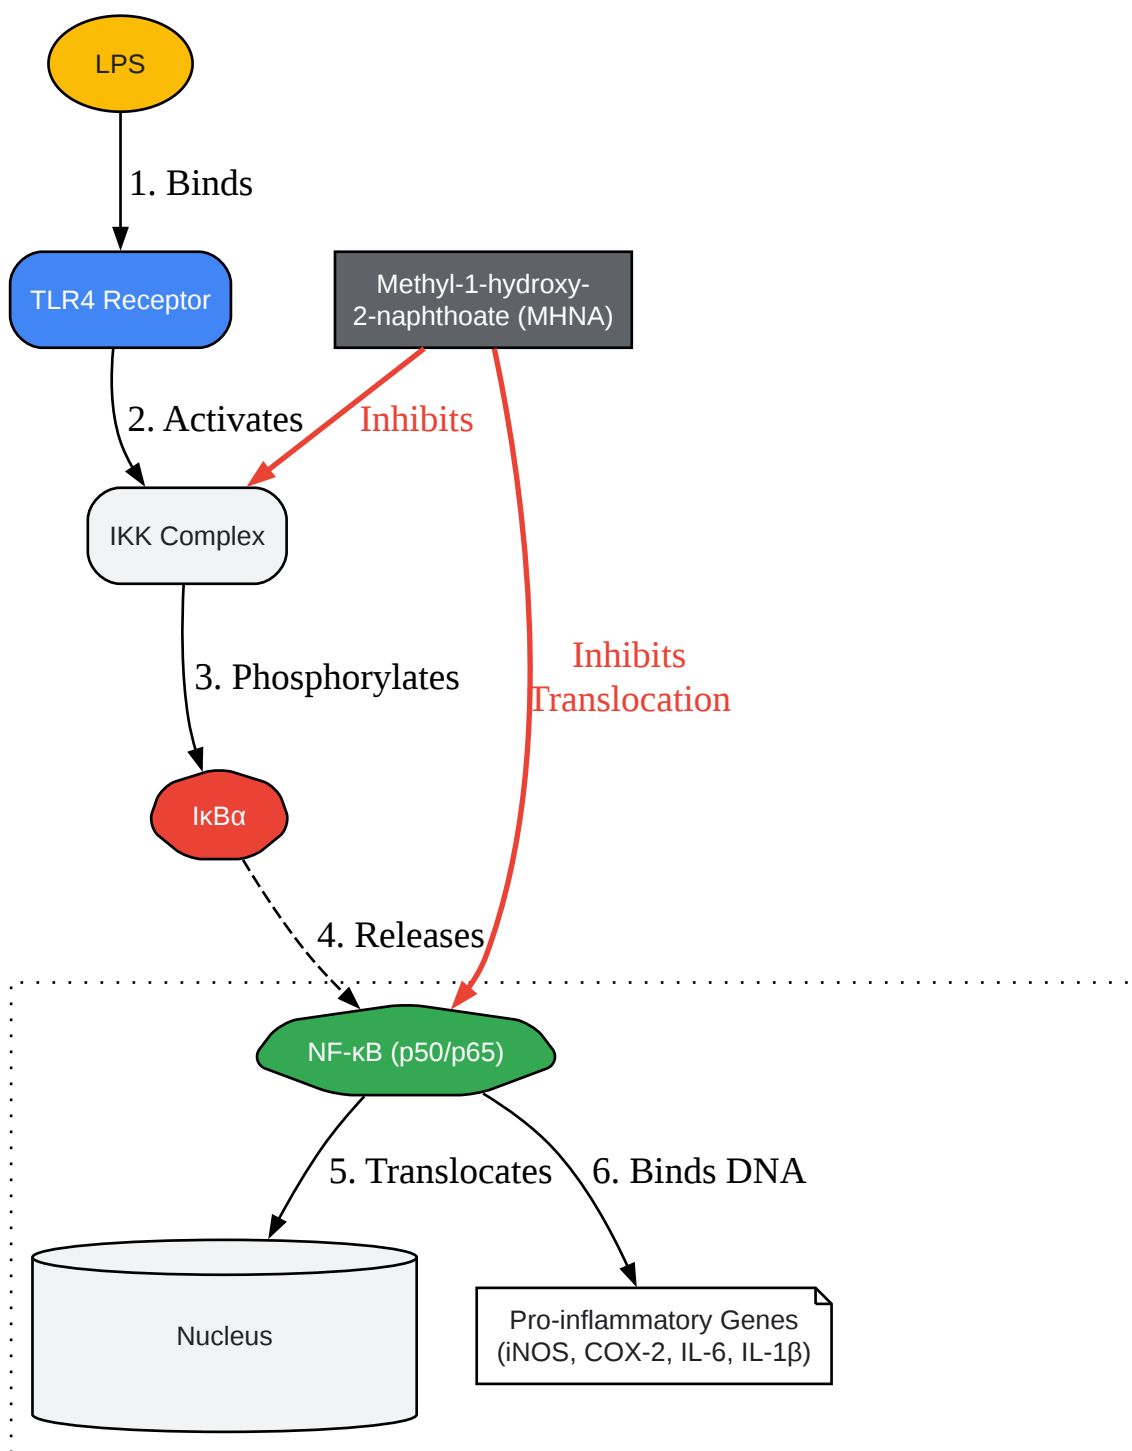 LPS
1. Binds
TLR4 Receptor
Methyl-1-hydroxy-
2-naphthoate (MHNA)
2. Activates
Inhibits
IKK Complex
3. Phosphorylates
Inhibits
Translocation
IκBα
4. Releases
NF-κB (p50/p65)
5. Translocates
6. Binds DNA
Nucleus
Pro-inflammatory Genes
(iNOS, COX-2, IL-6, IL-1β)